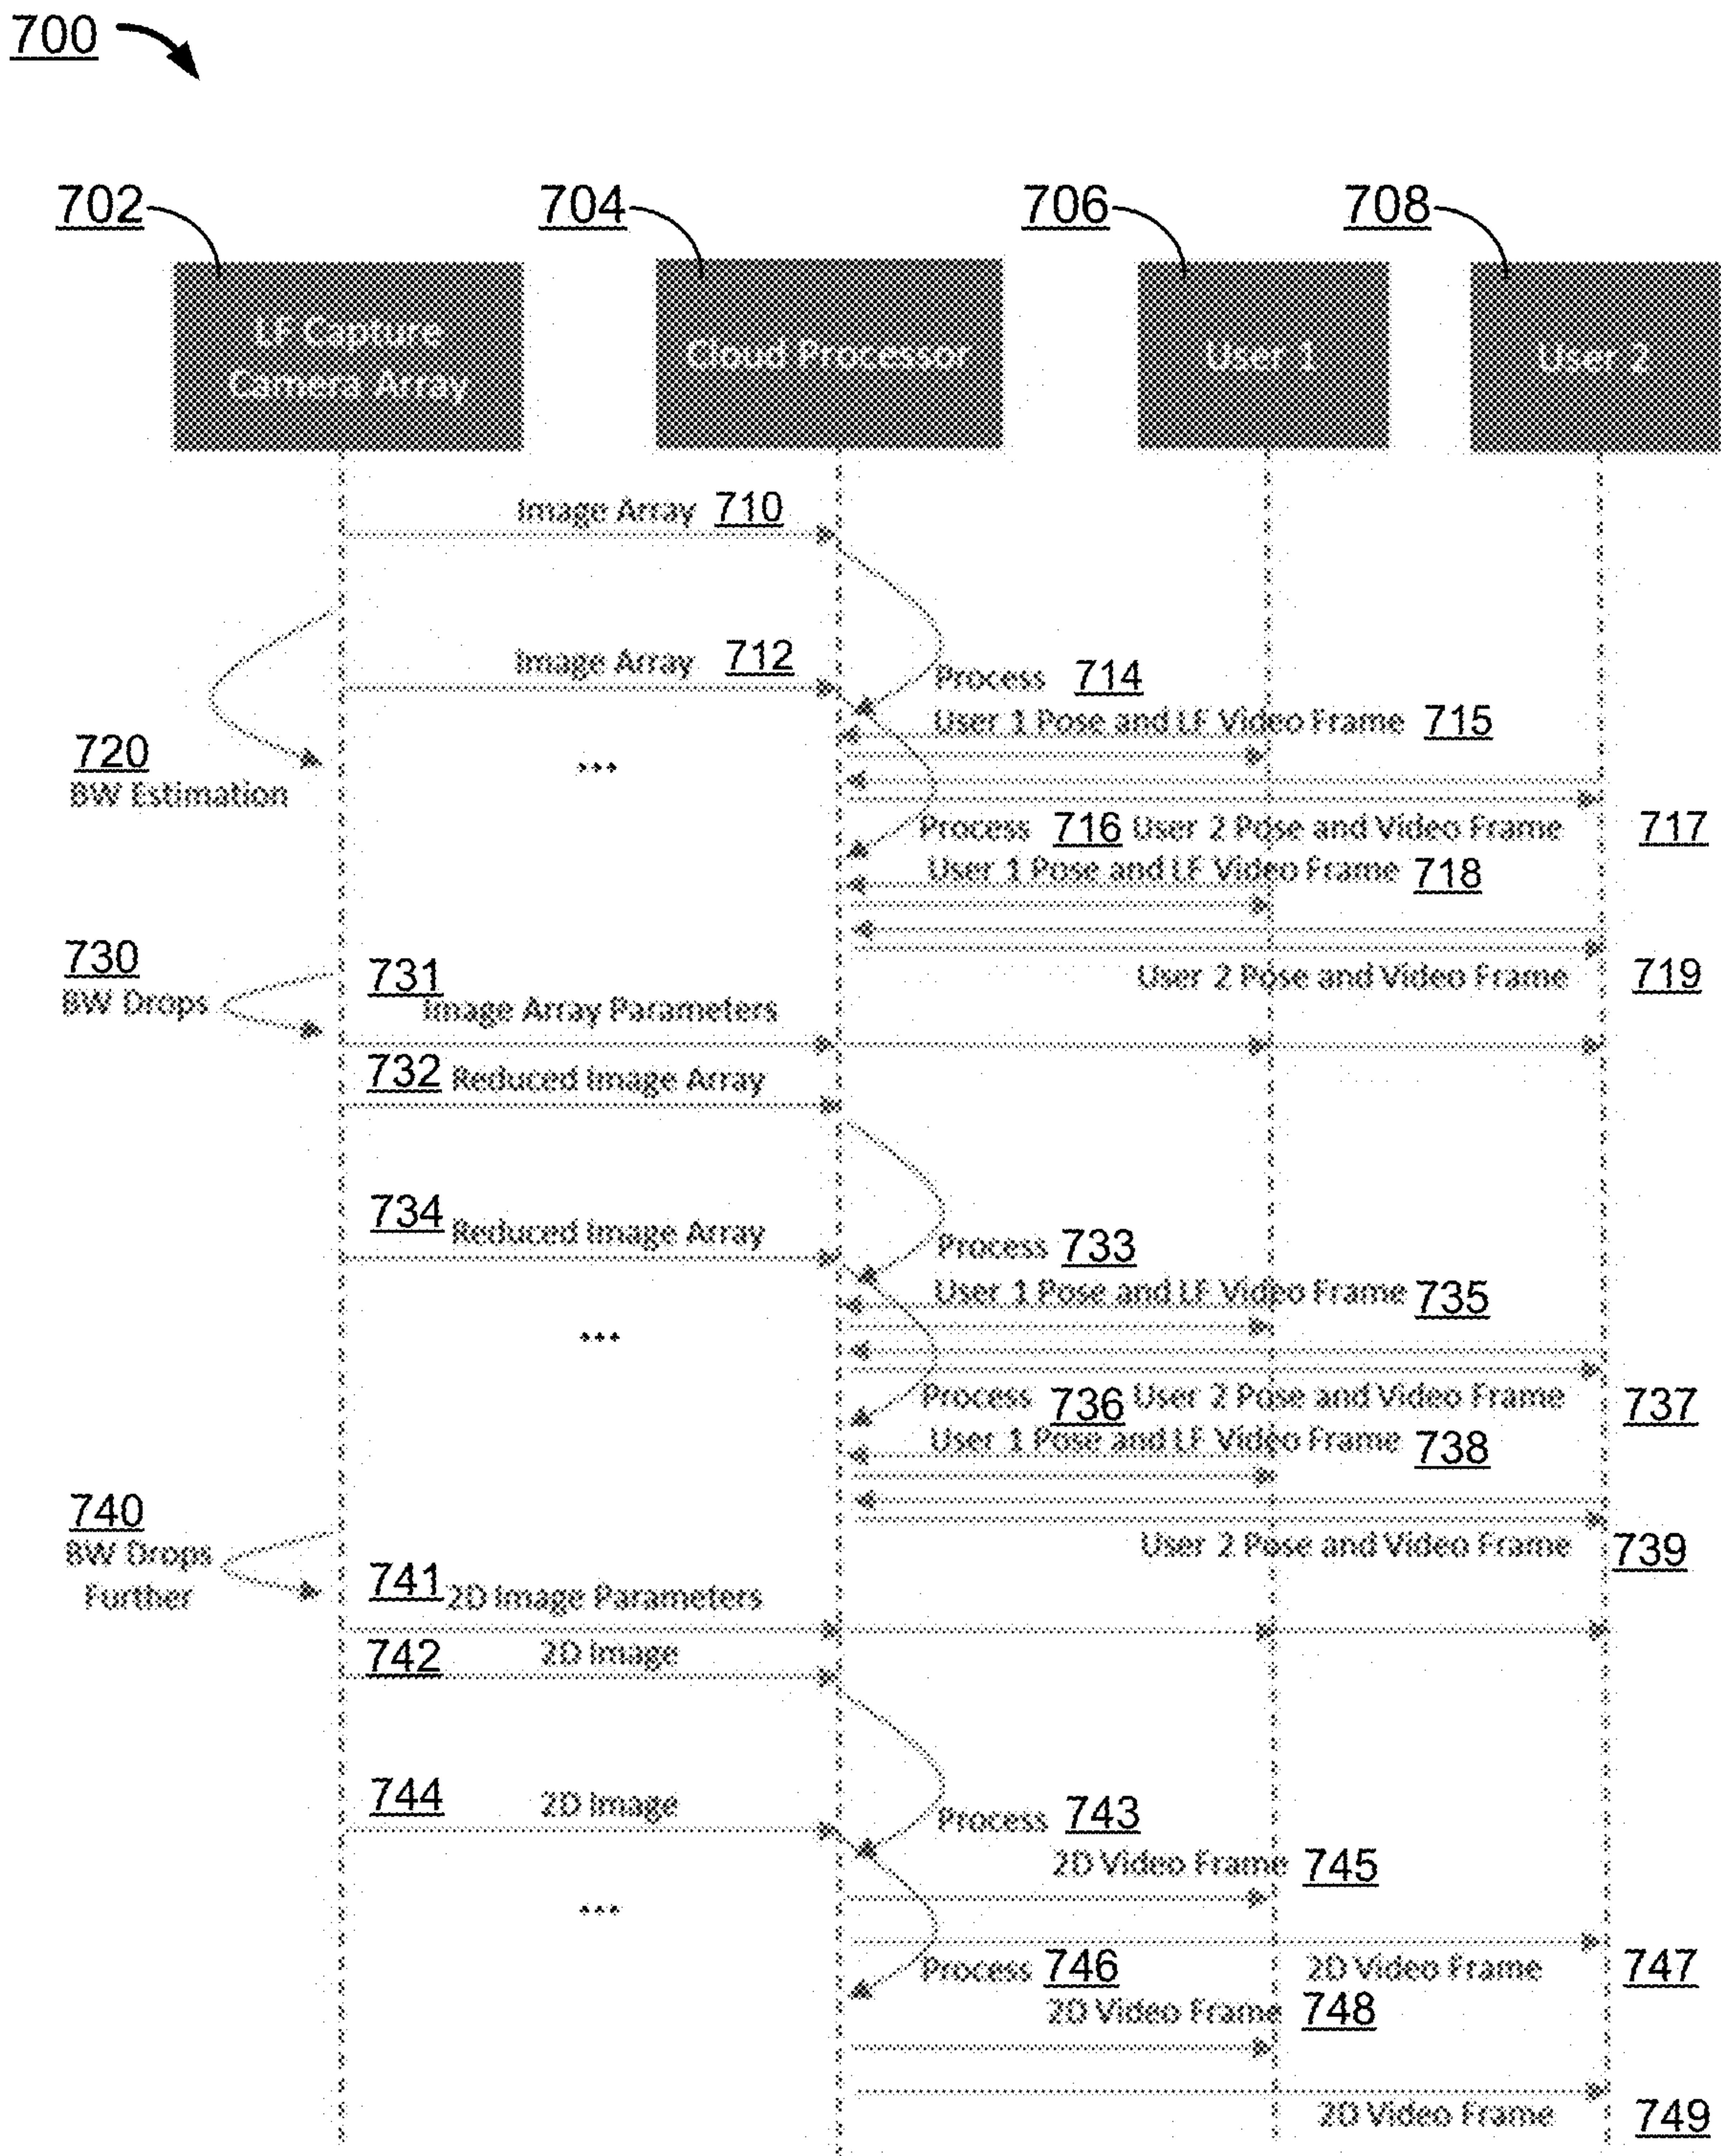 700
702 704 706 708
LF Capture
Camera Array
Cloud Processor
User 1
User 2
Image Array 710
Image Array 712
Process 714
User 1 Pose and LF Video Frame 715
720
BW Estimation
...
Process 716 User 2 Pose and Video Frame 717
User 1 Pose and LF Video Frame 718
730
BW Drops
731
User 2 Pose and Video Frame 719
Image Array Parameters
732 Reduced Image Array
734 Reduced Image Array
Process 733
User 1 Pose and LF Video Frame 735
...
Process 736 User 2 Pose and Video Frame 737
User 1 Pose and LF Video Frame 738
740
BW Drops
Further
User 2 Pose and Video Frame 739
741 2D Image Parameters
742 2D Image
744 2D Image
Process 743
2D Video Frame 745
...
Process 746 2D Video Frame 747
2D Video Frame 748
2D Video Frame 749